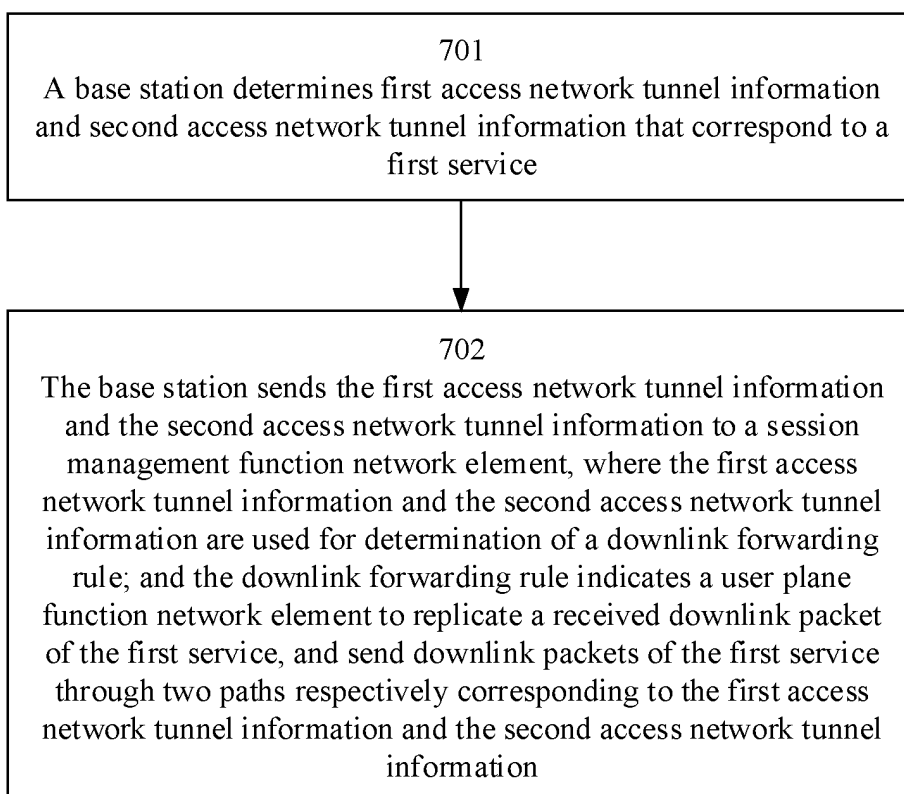 701
A base station determines first access network tunnel information
and second access network tunnel information that correspond to a
first service
702
The base station sends the first access network tunnel information
and the second access network tunnel information to a session
management function network element, where the first access
network tunnel information and the second access network tunnel
information are used for determination of a downlink forwarding
rule; and the downlink forwarding rule indicates a user plane
function network element to replicate a received downlink packet
of the first service, and send downlink packets of the first service
through two paths respectively corresponding to the first access
network tunnel information and the second access network tunnel
information